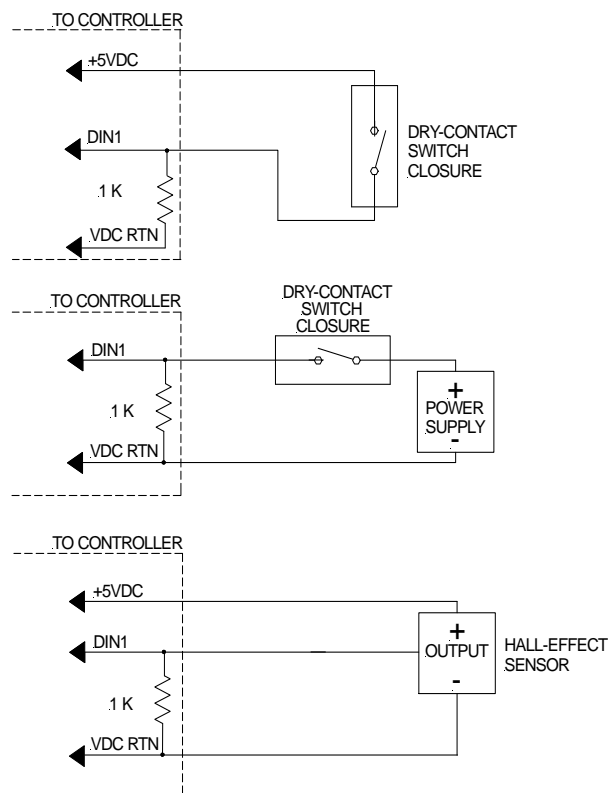 TO CONTROLLER
+5VDC
DIN1
1 K
VDC RTN
DRY-CONTACT
SWITCH
CLOSURE
TO CONTROLLER
DRY-CONTACT
SWITCH
CLOSURE
DIN1
1 K
VDC RTN
+
POWER
SUPPLY
-
TO CONTROLLER
+5VDC
DIN1
1 K
VDC RTN
+
OUTPUT
-
HALL-EFFECT
SENSOR